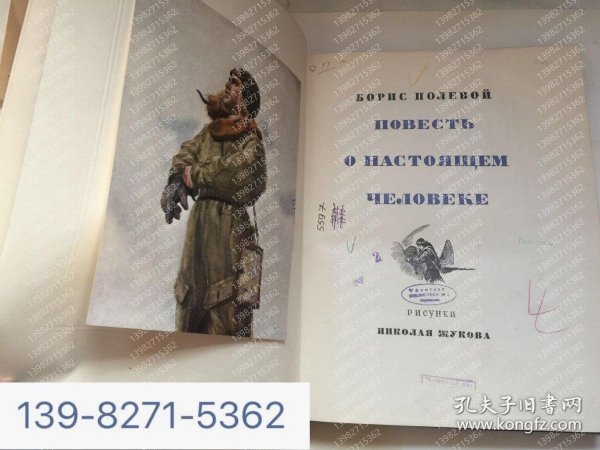 БОРИС ПОЛЕВОЙ
ПОВЕСТЬ
О НАСТОЯЩЕМ
ЧЕЛОВЕКЕ
РИСУНКИ
НИКОЛАЯ ЖУКОВА
139-8271-5362
孔夫子旧书网
www.kongfz.com
13982715362